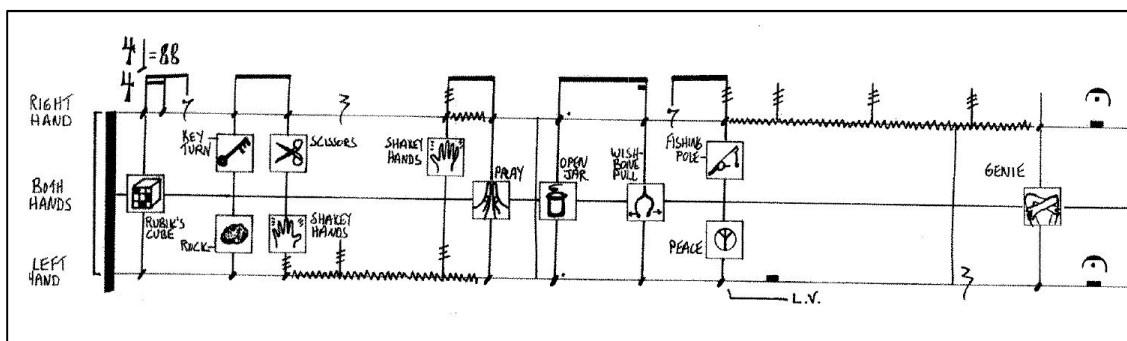 4/4 ♩=88
RIGHT
HAND
KEY
TURN
SCISSORS
SHAKEY
HANDS
FISHING
POLE
BOTH
HANDS
RUBIK'S
CUBE
PRAY
OPEN
JAR
WISH-
BONE
PULL
GENIE
ROCK
SHAKEY
HANDS
PEACE
LEFT
HAND
L.V.